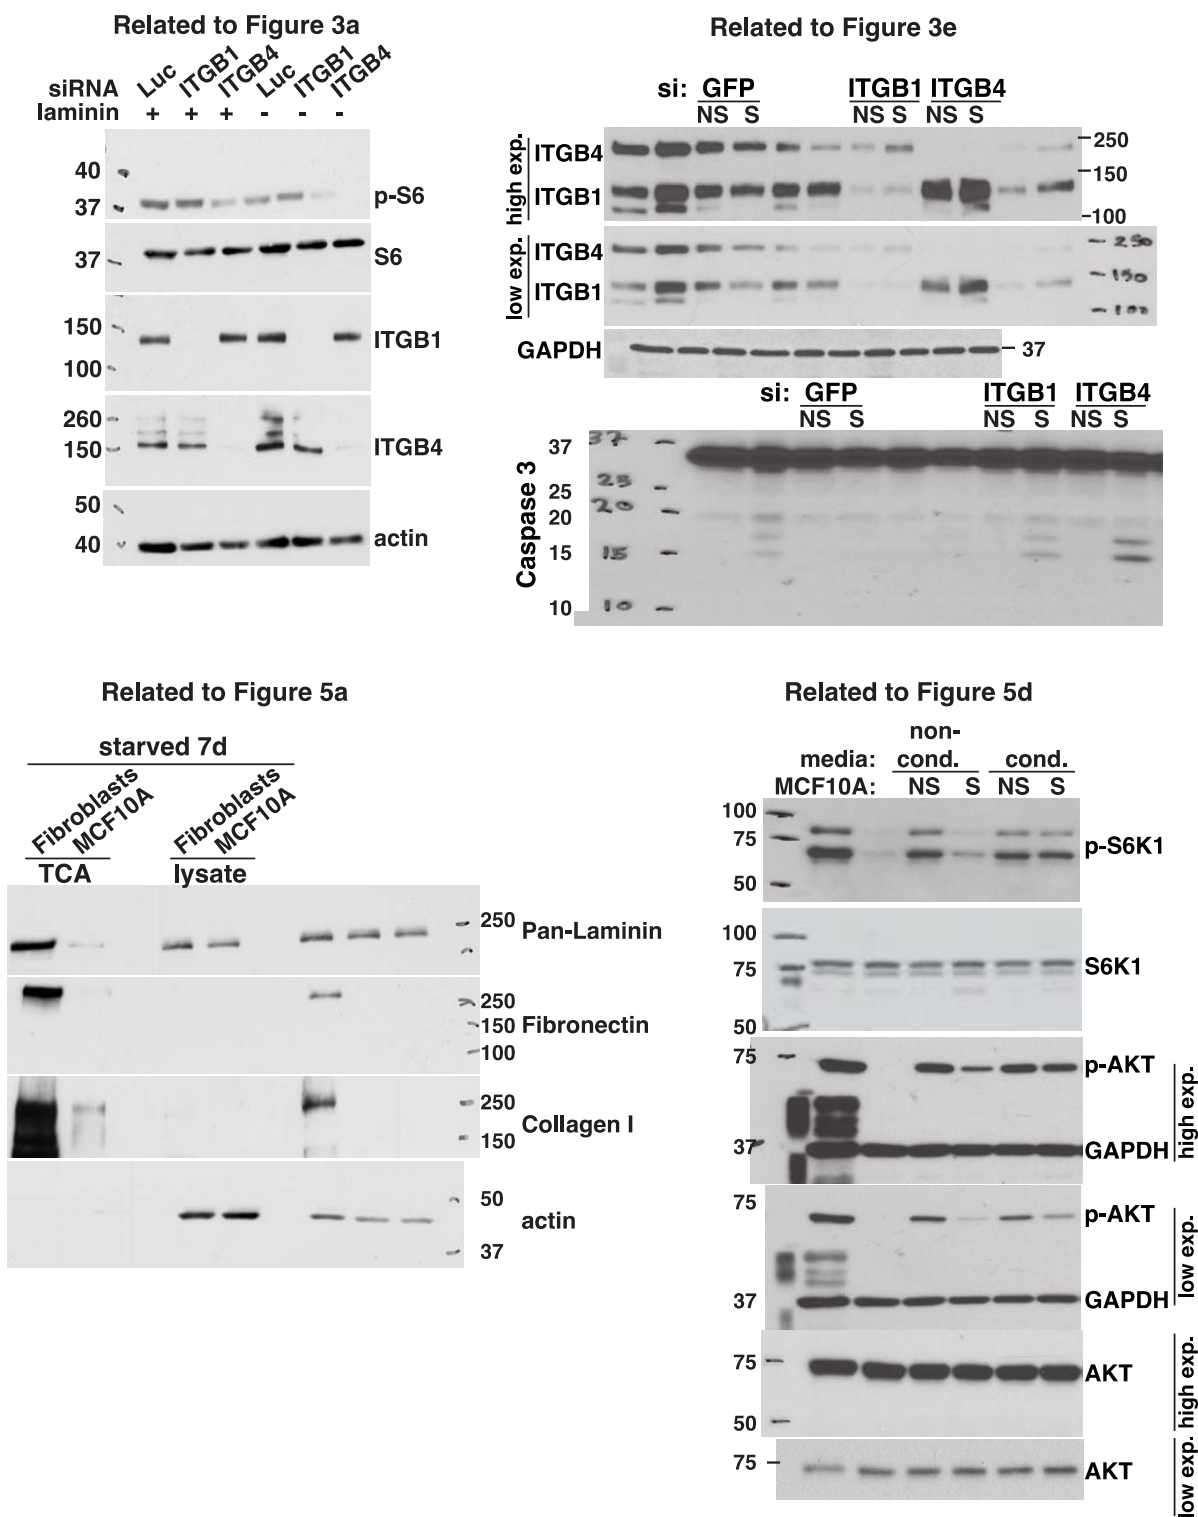 Related to Figure 3a
siRNA Luc ITGB1 ITGB4 Luc ITGB1 ITGB4
laminin + + + - - -
40
37
p-S6
37
S6
150
100
ITGB1
260
150
ITGB4
50
40
actin
Related to Figure 3e
si: GFP ITGB1 ITGB4
NS S NS S NS S
high exp.
ITGB4
ITGB1
250
150
100
low exp.
ITGB4
ITGB1
250
150
100
GAPDH
37
si: GFP ITGB1 ITGB4
NS S NS S NS S
Caspase 3
37 37
25 25
20 20
15 15
10 10
Related to Figure 5a
starved 7d
Fibroblasts MCF10A Fibroblasts MCF10A
TCA lysate
250 Pan-Laminin
250
150 Fibronectin
100
250
Collagen I
150
50
actin
37
Related to Figure 5d
non-
media: cond. cond.
MCF10A: NS S NS S
100
75
p-S6K1
50
100
75
S6K1
50
75
p-AKT
37
GAPDH
high exp.
75
p-AKT
37
GAPDH
low exp.
75
AKT
50
high exp.
75
AKT
low exp.